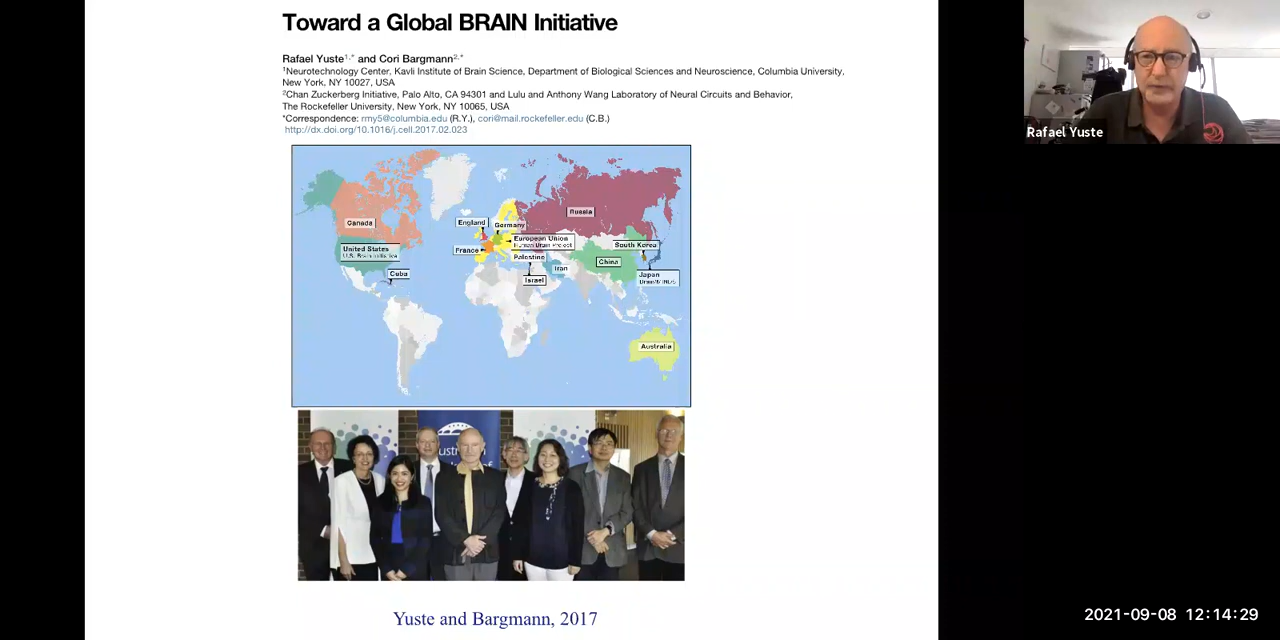 Toward a Global BRAIN Initiative
Rafael Yuste1,* and Cori Bargmann2,*
1Neurotechnology Center, Kavli Institute of Brain Science, Department of Biological Sciences and Neuroscience, Columbia University,
New York, NY 10027, USA
2Chan Zuckerberg Initiative, Palo Alto, CA 94301 and Lulu and Anthony Wang Laboratory of Neural Circuits and Behavior,
The Rockefeller University, New York, NY 10065, USA
*Correspondence: rmy5@columbia.edu (R.Y.), cori@mail.rockefeller.edu (C.B.)
http://dx.doi.org/10.1016/j.cell.2017.02.023
Rafael Yuste
Canada
United States
U.S. Brain Initiative
Cuba
England
Germany
France
European Union
Human Brain Project
Palestine
Israel
Iran
Russia
China
South Korea
Japan
Australia
Yuste and Bargmann, 2017
2021-09-08 12:14:29